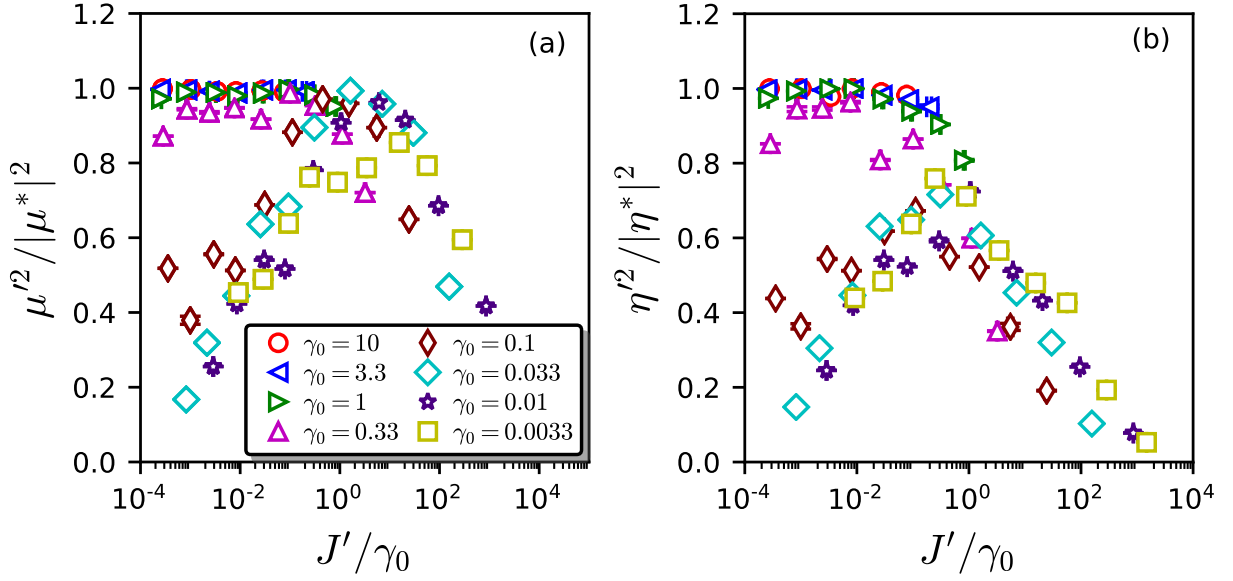 (a)
1.2
1.0
0.8
0.6
0.4
0.2
0.0
μ′²/|μ*|²
γ₀ = 10
γ₀ = 3.3
γ₀ = 1
γ₀ = 0.33
γ₀ = 0.1
γ₀ = 0.033
γ₀ = 0.01
γ₀ = 0.0033
10⁻⁴ 10⁻² 10⁰ 10² 10⁴
J′/γ₀
(b)
1.2
1.0
0.8
0.6
0.4
0.2
0.0
η′²/|η*|²
10⁻⁴ 10⁻² 10⁰ 10² 10⁴
J′/γ₀